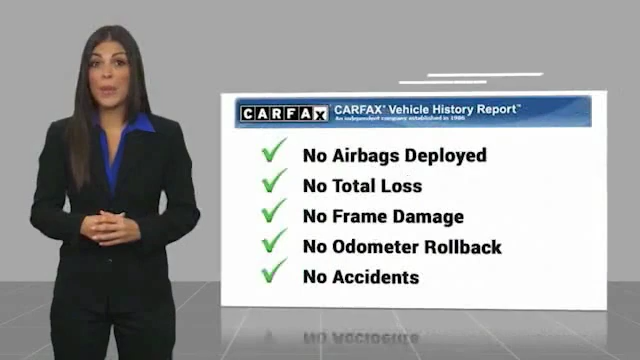 CARFAX CARFAX® Vehicle History Report™
An independent company established in 1986
No Airbags Deployed
No Total Loss
No Frame Damage
No Odometer Rollback
No Accidents